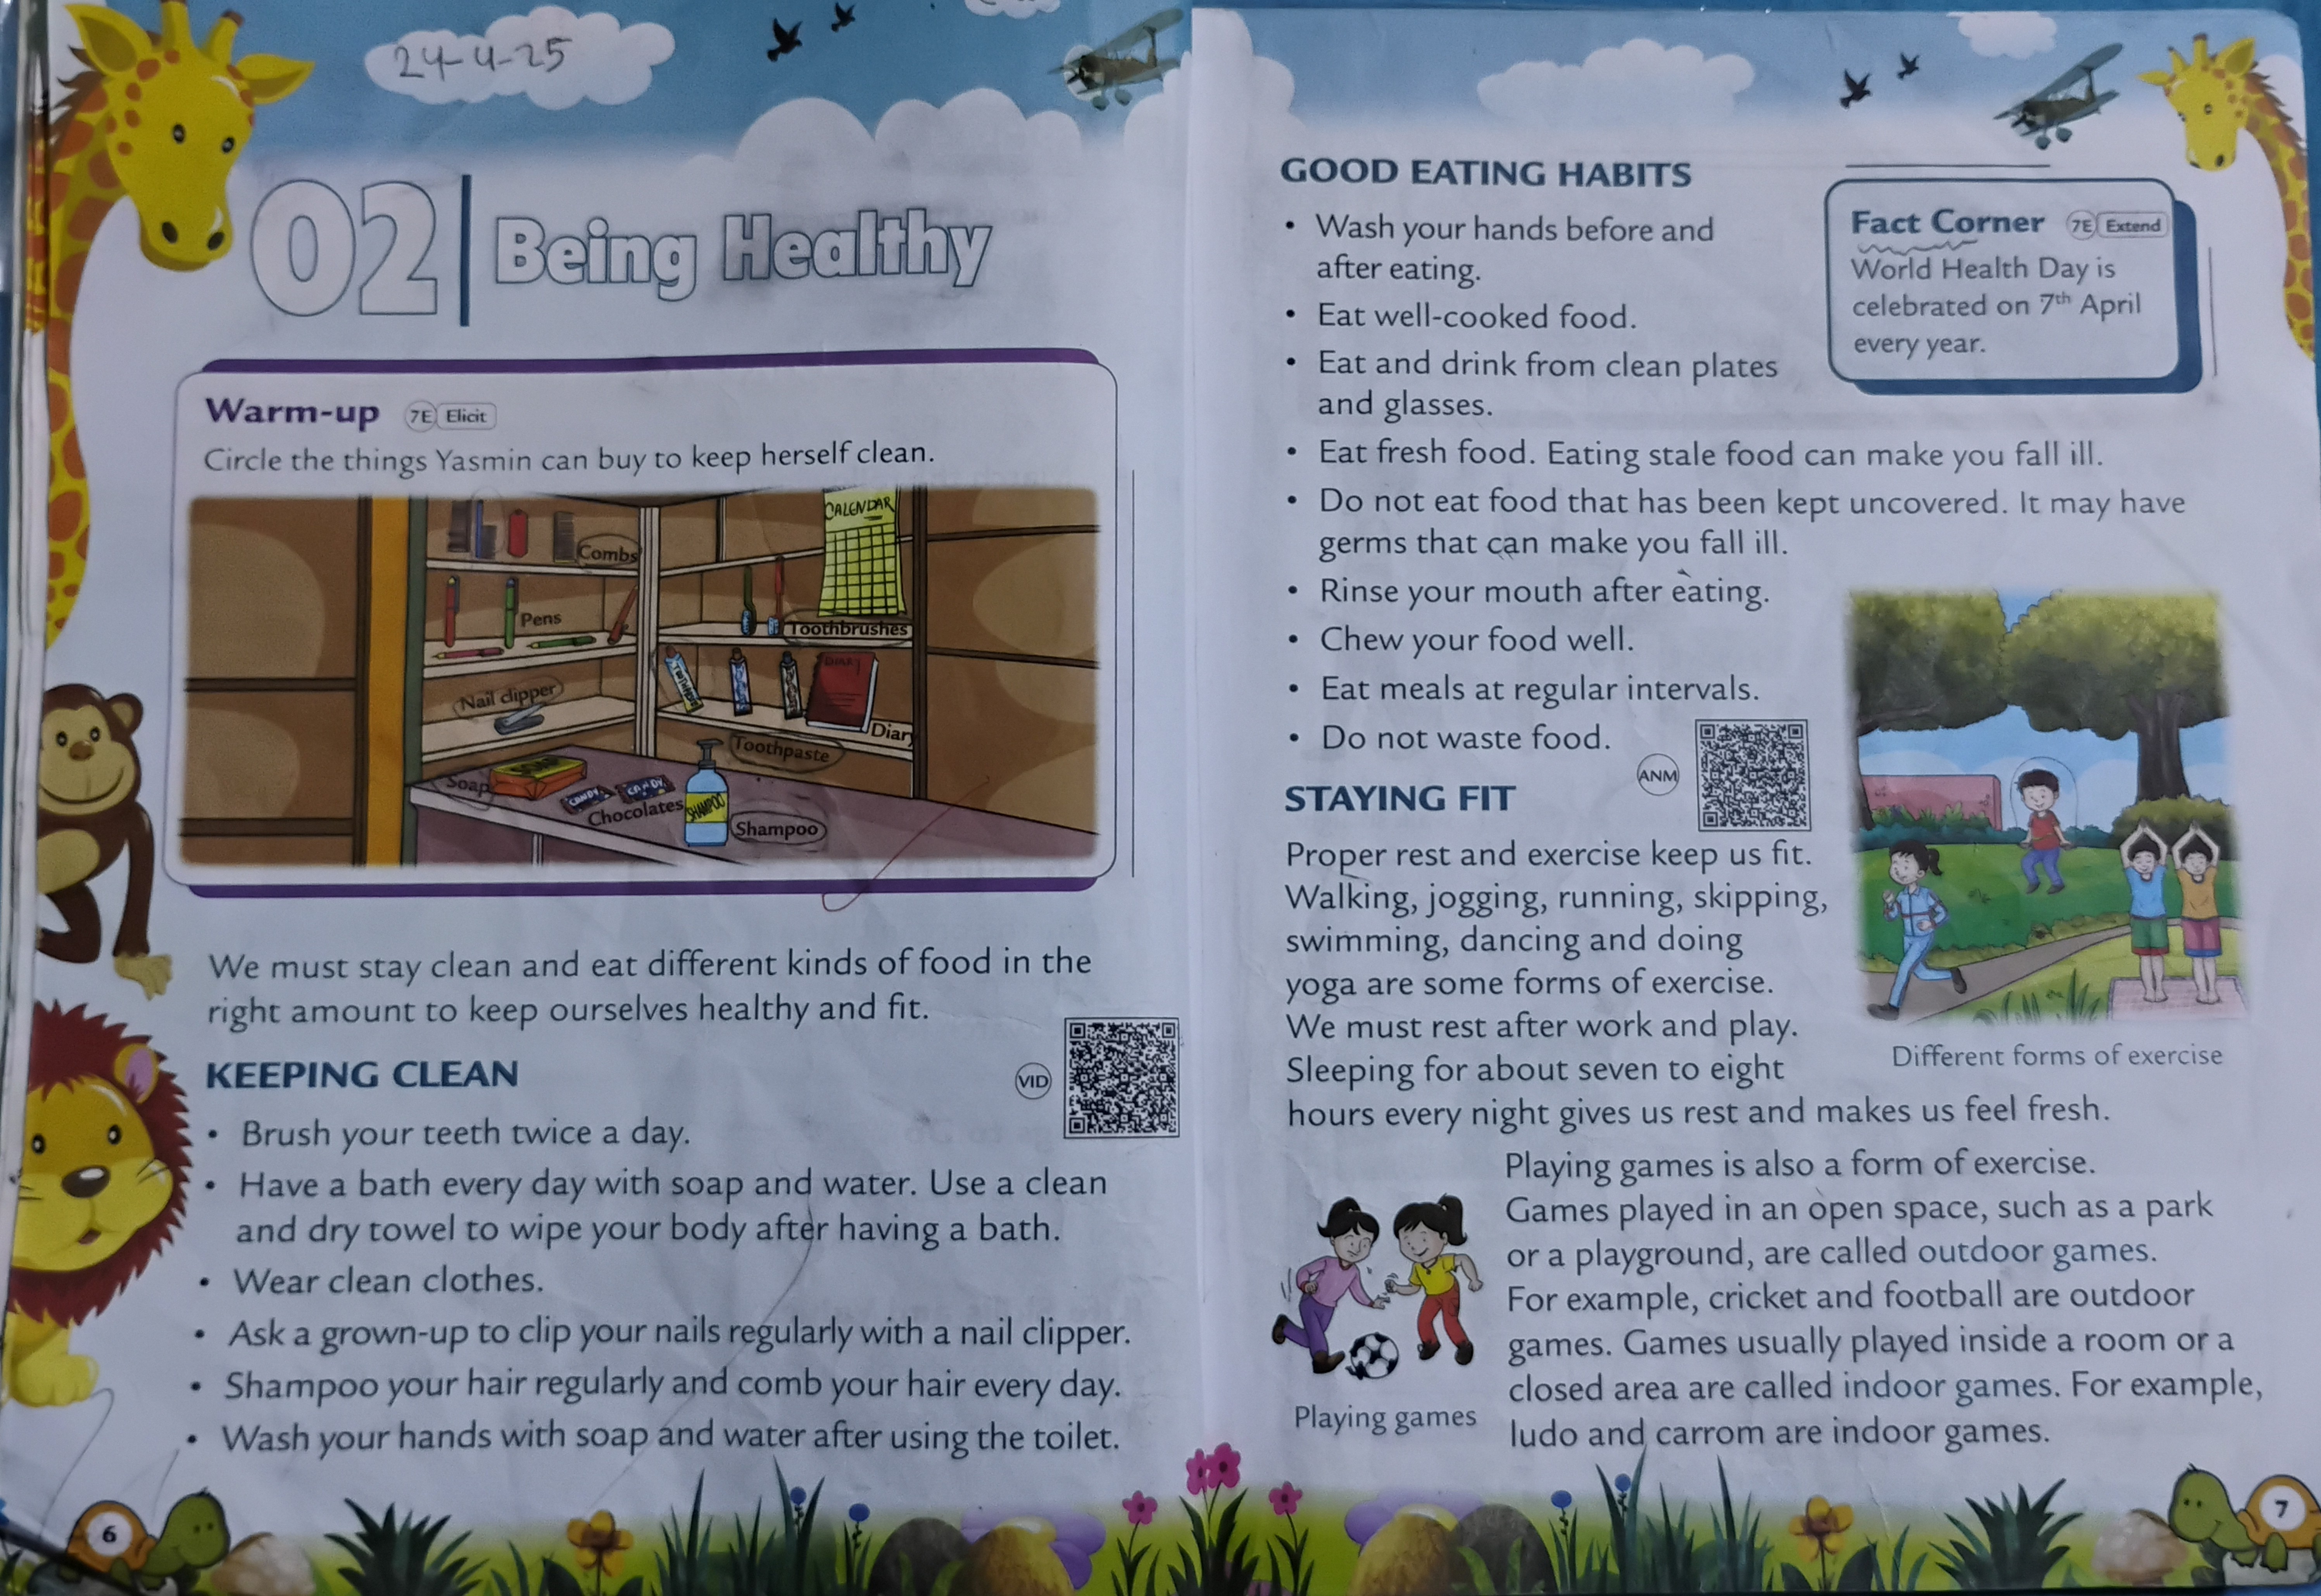 24-4-25
02 Being Healthy
Warm-up 7E Elicit
Circle the things Yasmin can buy to keep herself clean.
CALENDAR
Combs
Pens
Toothbrushes
Nail clipper
DIARY
Diary
Toothpaste
SOAP
Soap
CANDY
CANDY
Chocolates
SHAMPOO
Shampoo
We must stay clean and eat different kinds of food in the
right amount to keep ourselves healthy and fit.
KEEPING CLEAN
VID
• Brush your teeth twice a day.
• Have a bath every day with soap and water. Use a clean
and dry towel to wipe your body after having a bath.
• Wear clean clothes.
• Ask a grown-up to clip your nails regularly with a nail clipper.
• Shampoo your hair regularly and comb your hair every day.
• Wash your hands with soap and water after using the toilet.
6
GOOD EATING HABITS
• Wash your hands before and
after eating.
• Eat well-cooked food.
• Eat and drink from clean plates
and glasses.
Fact Corner 7E Extend
World Health Day is
celebrated on 7th April
every year.
• Eat fresh food. Eating stale food can make you fall ill.
• Do not eat food that has been kept uncovered. It may have
germs that can make you fall ill.
• Rinse your mouth after eating.
• Chew your food well.
• Eat meals at regular intervals.
• Do not waste food.
ANM
STAYING FIT
Proper rest and exercise keep us fit.
Walking, jogging, running, skipping,
swimming, dancing and doing
yoga are some forms of exercise.
We must rest after work and play.
Sleeping for about seven to eight
hours every night gives us rest and makes us feel fresh.
Different forms of exercise
Playing games is also a form of exercise.
Games played in an open space, such as a park
or a playground, are called outdoor games.
For example, cricket and football are outdoor
games. Games usually played inside a room or a
closed area are called indoor games. For example,
ludo and carrom are indoor games.
Playing games
7